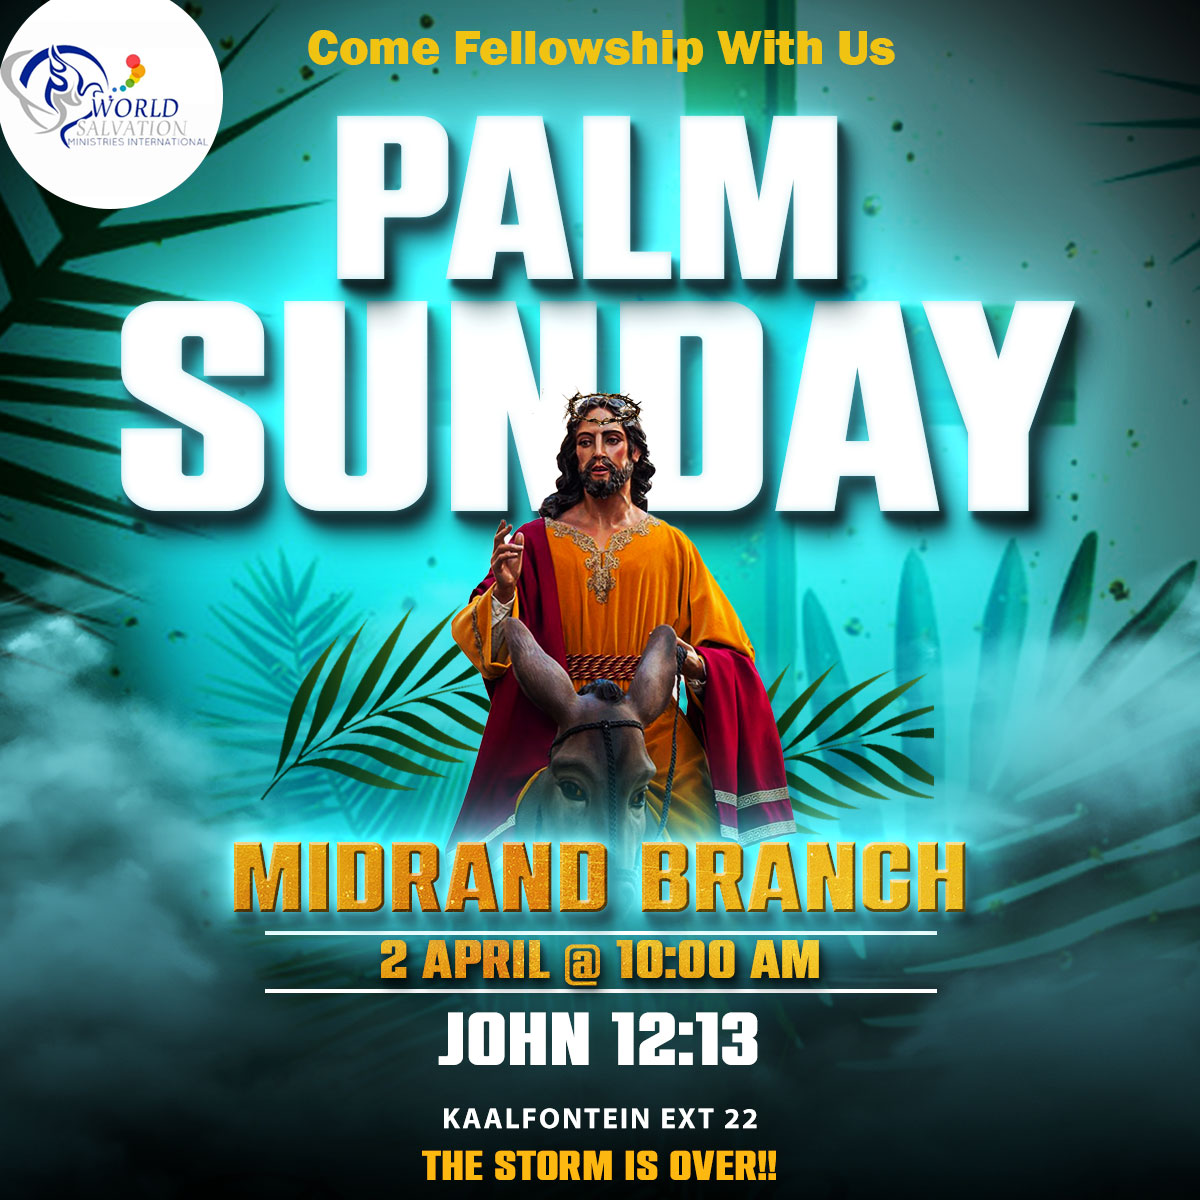 Come Fellowship With Us
WORLD
SALVATION
MINISTRIES INTERNATIONAL
PALM
SUNDAY
MIDRAND BRANCH
2 APRIL @ 10:00 AM
JOHN 12:13
KAALFONTEIN EXT 22
THE STORM IS OVER!!